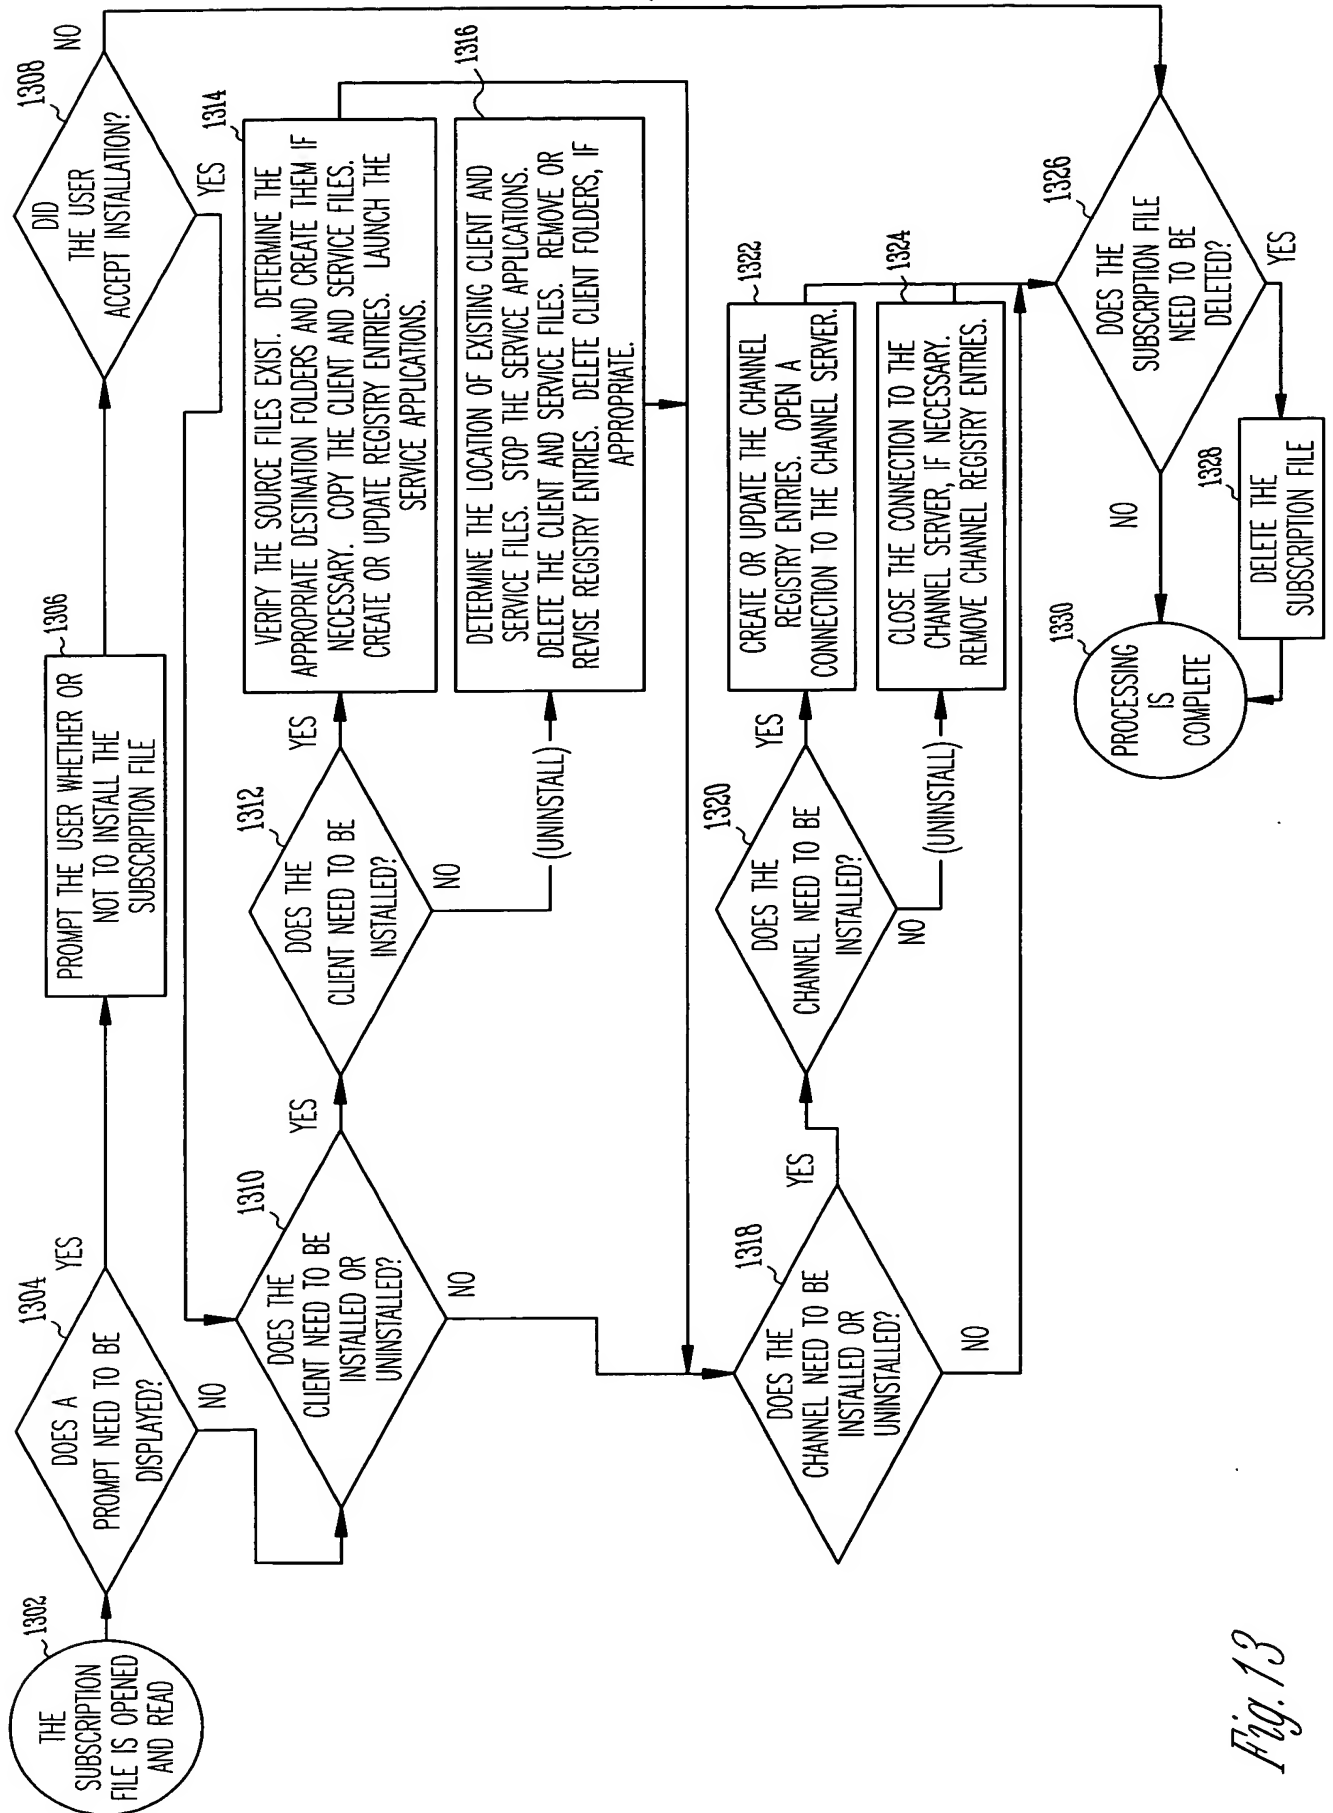 1302
THE
SUBSCRIPTION
FILE IS OPENED
AND READ
1304
DOES A
PROMPT NEED TO BE
DISPLAYED?
YES
NO
1306
PROMPT THE USER WHETHER OR
NOT TO INSTALL THE
SUBSCRIPTION FILE
1308
DID
THE USER
ACCEPT INSTALLATION?
NO
YES
1310
DOES THE
CLIENT NEED TO BE
INSTALLED OR
UNINSTALLED?
YES
NO
1312
DOES THE
CLIENT NEED TO BE
INSTALLED?
YES
NO
(UNINSTALL)
1314
VERIFY THE SOURCE FILES EXIST. DETERMINE THE
APPROPRIATE DESTINATION FOLDERS AND CREATE THEM IF
NECESSARY. COPY THE CLIENT AND SERVICE FILES.
CREATE OR UPDATE REGISTRY ENTRIES. LAUNCH THE
SERVICE APPLICATIONS.
1316
DETERMINE THE LOCATION OF EXISTING CLIENT AND
SERVICE FILES. STOP THE SERVICE APPLICATIONS.
DELETE THE CLIENT AND SERVICE FILES. REMOVE OR
REVISE REGISTRY ENTRIES. DELETE CLIENT FOLDERS, IF
APPROPRIATE.
1318
DOES THE
CHANNEL NEED TO BE
INSTALLED OR
UNINSTALLED?
YES
NO
1320
DOES THE
CHANNEL NEED TO BE
INSTALLED?
YES
NO
(UNINSTALL)
1322
CREATE OR UPDATE THE CHANNEL
REGISTRY ENTRIES. OPEN A
CONNECTION TO THE CHANNEL SERVER.
1324
CLOSE THE CONNECTION TO THE
CHANNEL SERVER, IF NECESSARY.
REMOVE CHANNEL REGISTRY ENTRIES.
1326
DOES THE
SUBSCRIPTION FILE
NEED TO BE
DELETED?
NO
YES
1328
DELETE THE
SUBSCRIPTION FILE
1330
PROCESSING
IS
COMPLETE
Fig. 13